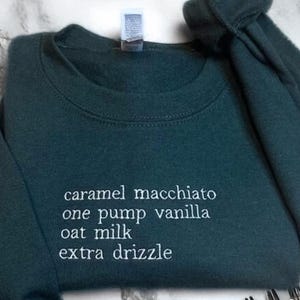 caramel macchiato
one pump vanilla
oat milk
extra drizzle